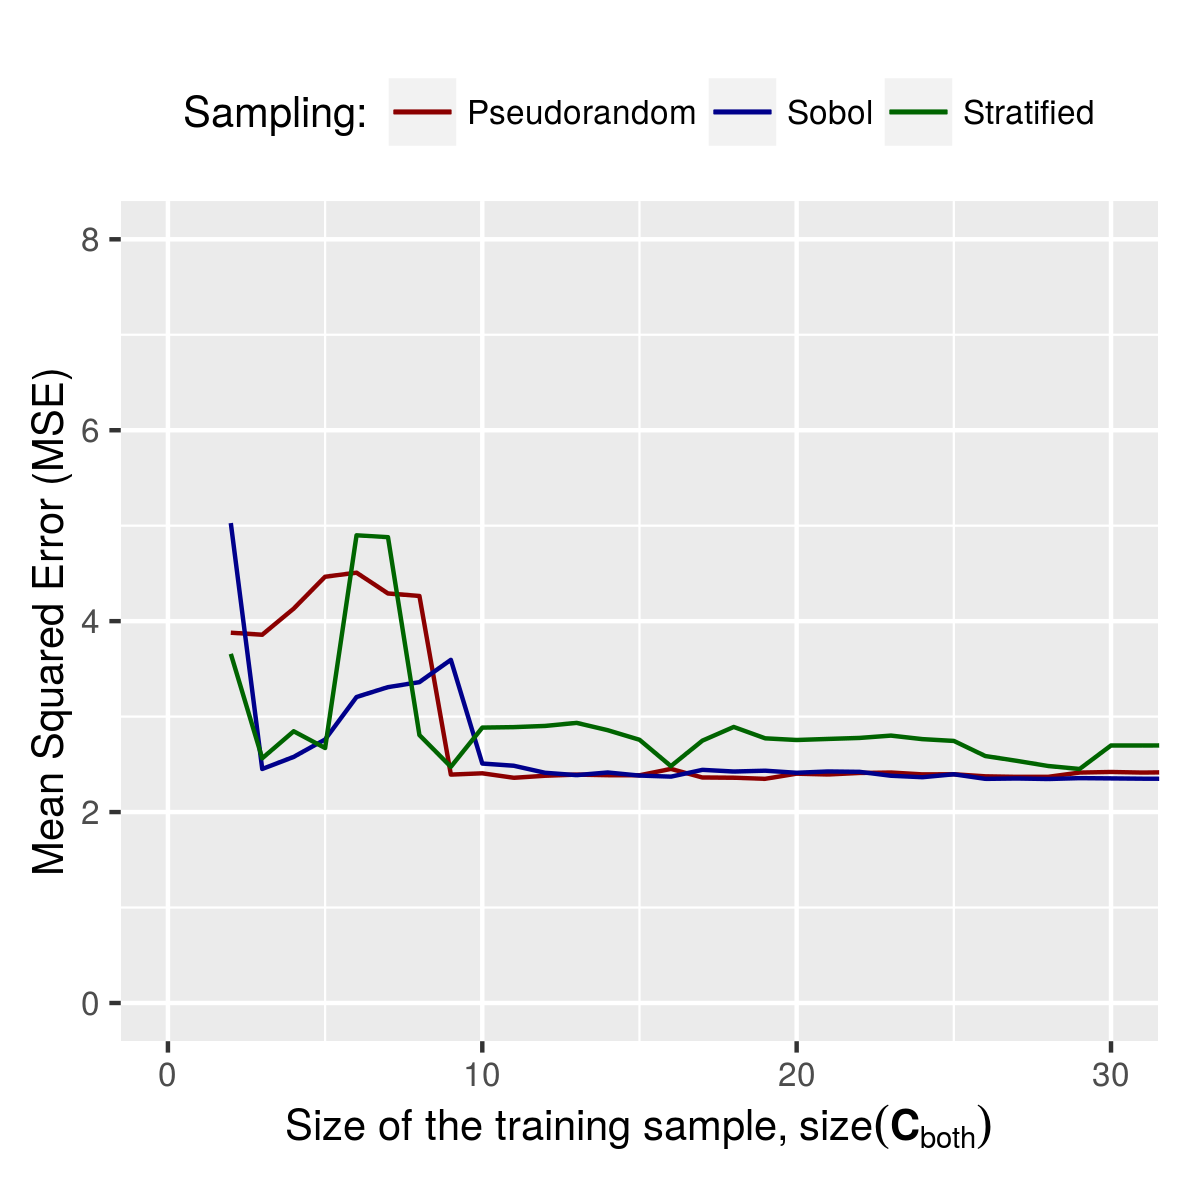 Sampling: Pseudorandom Sobol Stratified
8
6
4
2
0
Mean Squared Error (MSE)
0 10 20 30
Size of the training sample, size(C_both)